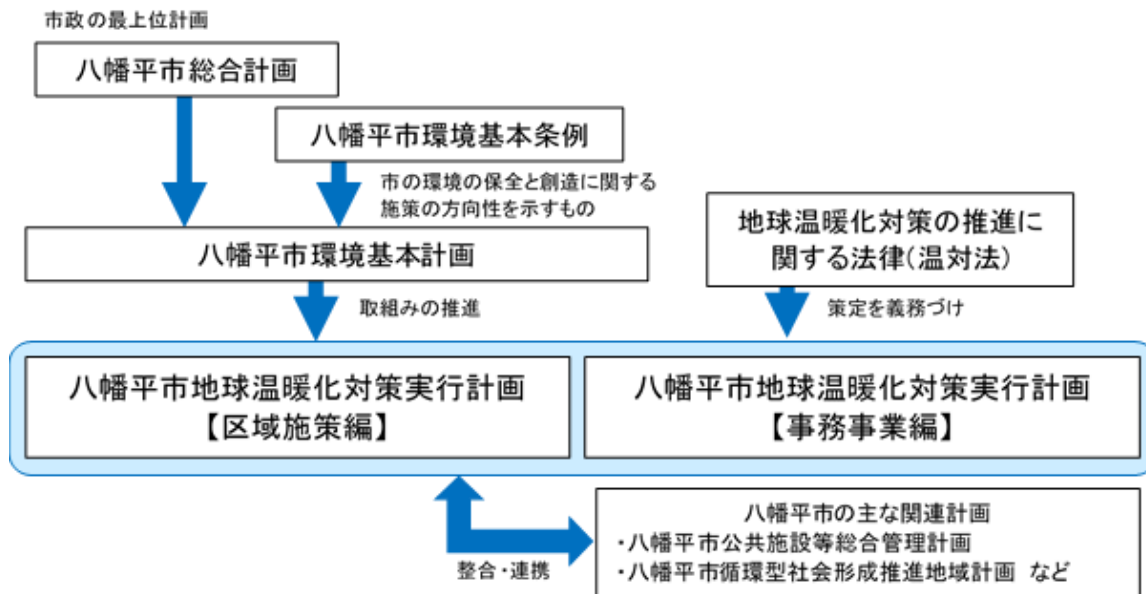 市政の最上位計画
八幡平市総合計画
八幡平市環境基本条例
市の環境の保全と創造に関する
施策の方向性を示すもの
八幡平市環境基本計画
地球温暖化対策の推進に
関する法律(温対法)
取組みの推進
策定を義務づけ
八幡平市地球温暖化対策実行計画
【区域施策編】
八幡平市地球温暖化対策実行計画
【事務事業編】
整合・連携
八幡平市の主な関連計画
・八幡平市公共施設等総合管理計画
・八幡平市循環型社会形成推進地域計画 など